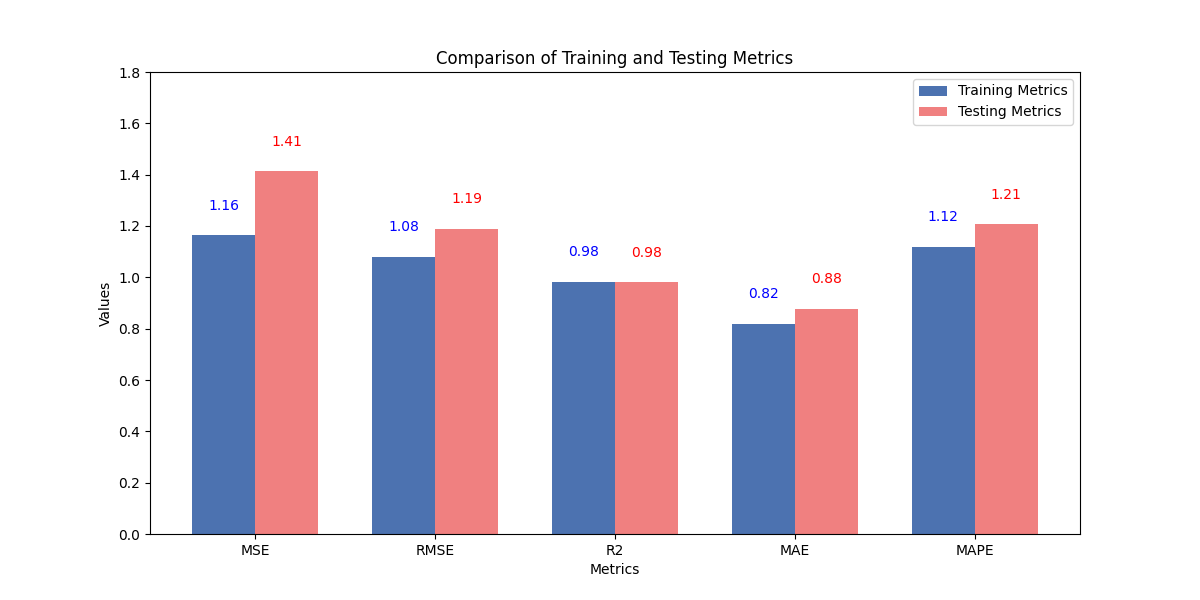 Comparison of Training and Testing Metrics
Training Metrics
Testing Metrics
Values
1.8
1.6
1.4
1.2
1.0
0.8
0.6
0.4
0.2
0.0
1.16
1.41
1.08
1.19
0.98
0.98
0.82
0.88
1.12
1.21
MSE
RMSE
R2
MAE
MAPE
Metrics